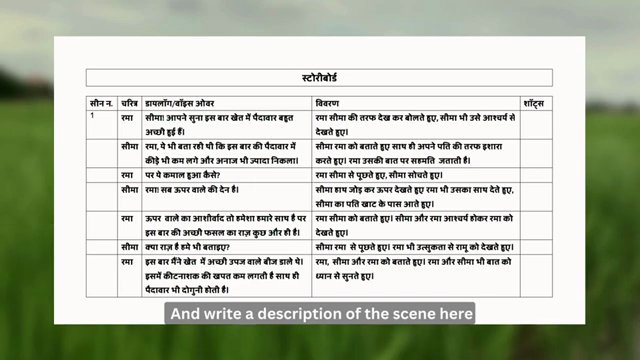 स्टोरीबोर्ड
सीन न. चरित्र डायलॉग/वॉइस ओवर विवरण शॉट्स
1 रमा सीमा! आपने सुना इस बार खेत में पैदावार बहुत रमा सीमा की तरफ देख कर बोलते हुए, सीमा भी उसे आश्चर्य से
अच्छी हुई हैं। देखते हुए।
सीमा रमा, ये भी बता रही थी कि इस बार की पैदावार में सीमा रमा को बताते हुए साथ ही अपने पति की तरफ इशारा
कीड़े भी कम लगे और अनाज भी ज्यादा निकला। करते हुए। रमा उसकी बात पर सहमति जताती है।
रमा पर ये कमाल हुआ कैसे? रमा सीमा से पूछते हुए, सीमा सोचते हुए।
सीमा रमा! सब ऊपर वाले की देन है। सीमा हाथ जोड़ कर ऊपर देखते हुए रमा भी उसका साथ देते हुए,
सीमा का पति खाट के पास आते हुए।
रमा ऊपर वाले का आशीर्वाद तो हमेशा हमारे साथ है पर सीमा रमा को बताते हुए। सीमा और रमा आश्चर्य होकर रमा को
इस बार की अच्छी फसल का राज़ कुछ और ही है। देखते हुए।
सीमा क्या राज़ है हमे भी बताइए? सीमा रमा से पूछते हुए। रमा भी उत्सुकता से रामू को देखते हुए।
रमा इस बार मैंने खेत में अच्छी उपज वाले बीज डाले थे। रमा, सीमा और रमा को बताते हुए। रमा और सीमा भी बात को
इसमें कीटनाशक की खपत कम लगती है साथ ही ध्यान से सुनते हुए।
पैदावार भी दोगुनी होती है।
And write a description of the scene here